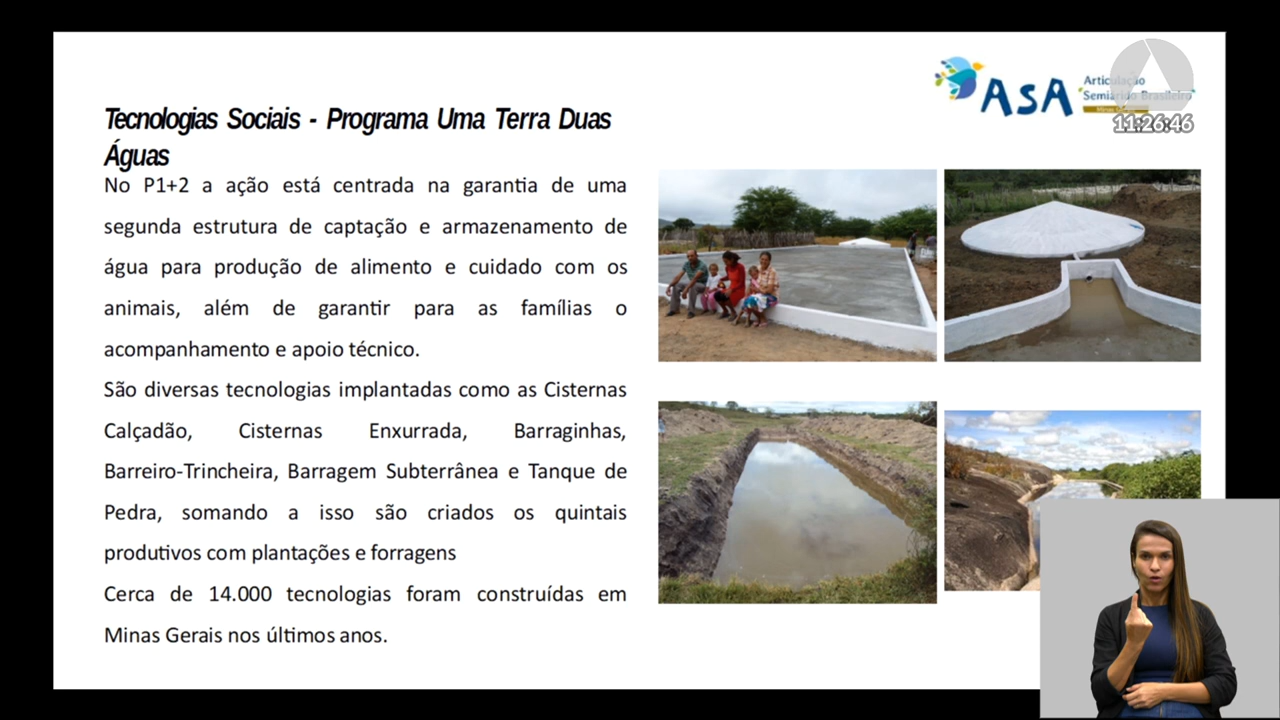 Tecnologias Sociais - Programa Uma Terra Duas
Águas
No P1+2 a ação está centrada na garantia de uma
segunda estrutura de captação e armazenamento de
água para produção de alimento e cuidado com os
animais, além de garantir para as famílias o
acompanhamento e apoio técnico.
São diversas tecnologias implantadas como as Cisternas
Calçadão, Cisternas Enxurrada, Barraginhas,
Barreiro-Trincheira, Barragem Subterrânea e Tanque de
Pedra, somando a isso são criados os quintais
produtivos com plantações e forragens
Cerca de 14.000 tecnologias foram construídas em
Minas Gerais nos últimos anos.
ASA
Articulação
Semiárido Brasileiro
Minas
11:26:46